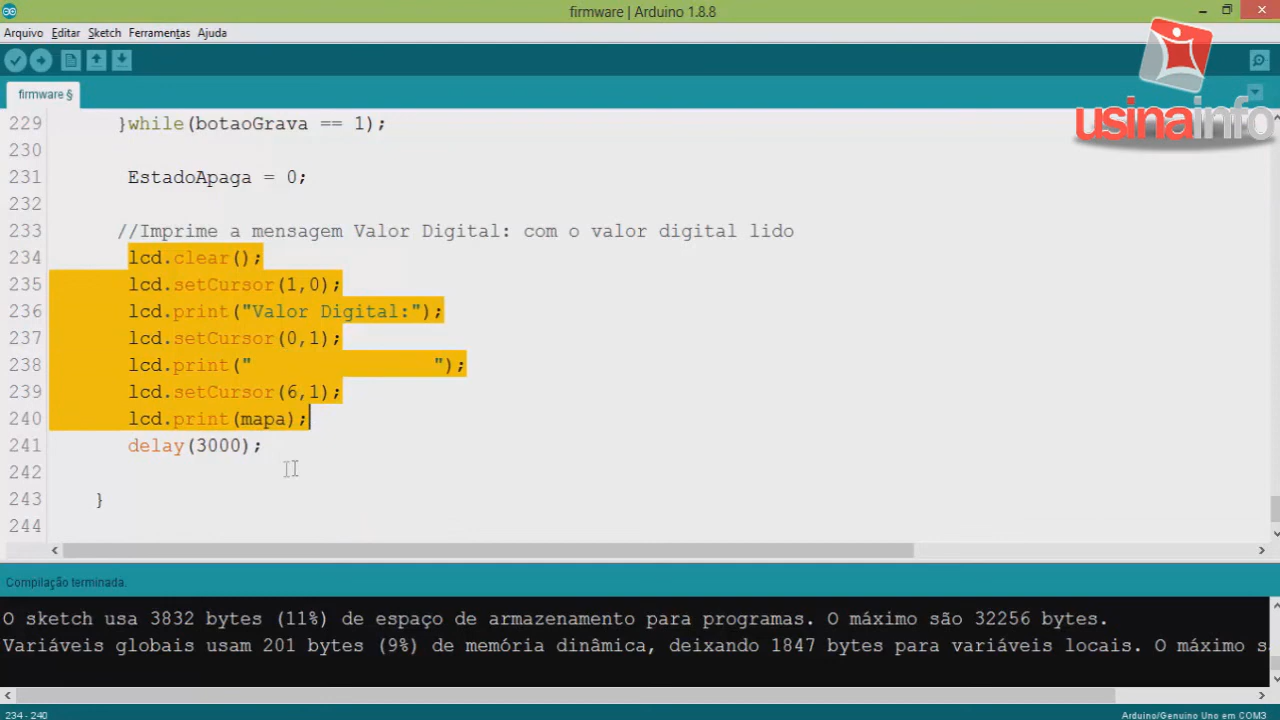 firmware | Arduino 1.8.8
Arquivo Editar Sketch Ferramentas Ajuda
usinainfo
firmware §
229 }while(botaoGrava == 1);
230
231 EstadoApaga = 0;
232
233 //Imprime a mensagem Valor Digital: com o valor digital lido
234 lcd.clear();
235 lcd.setCursor(1,0);
236 lcd.print("Valor Digital:");
237 lcd.setCursor(0,1);
238 lcd.print("                ");
239 lcd.setCursor(6,1);
240 lcd.print(mapa);
241 delay(3000);
242
243 }
244
Compilação terminada.
O sketch usa 3832 bytes (11%) de espaço de armazenamento para programas. O máximo são 32256 bytes.
Variáveis globais usam 201 bytes (9%) de memória dinâmica, deixando 1847 bytes para variáveis locais. O máximo s
234 - 240
Arduino/Genuino Uno em COM3